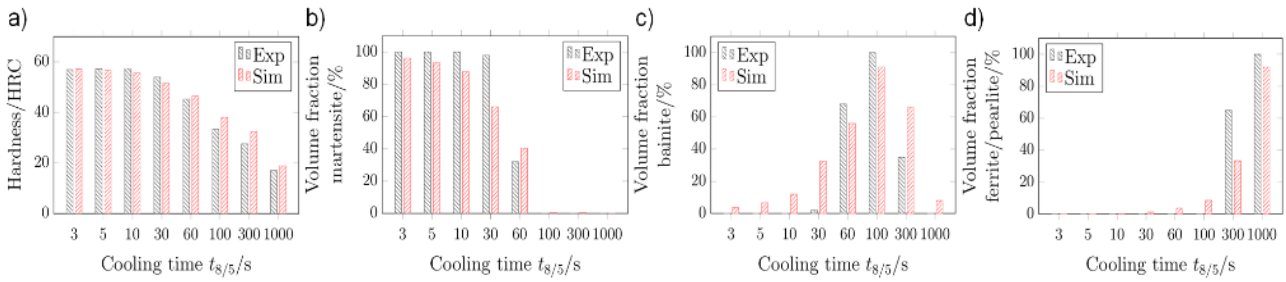 a)
Hardness/HRC
60
40
20
0
Exp
Sim
3 5 10 30 60 100 300 1000
Cooling time t8/5/s
b)
Volume fraction
martensite/%
100
80
60
40
20
0
Exp
Sim
3 5 10 30 60 100 300 1000
Cooling time t8/5/s
c)
Volume fraction
bainite/%
100
80
60
40
20
0
Exp
Sim
3 5 10 30 60 100 300 1000
Cooling time t8/5/s
d)
Volume fraction
ferrite/pearlite/%
100
80
60
40
20
0
Exp
Sim
3 5 10 30 60 100 300 1000
Cooling time t8/5/s